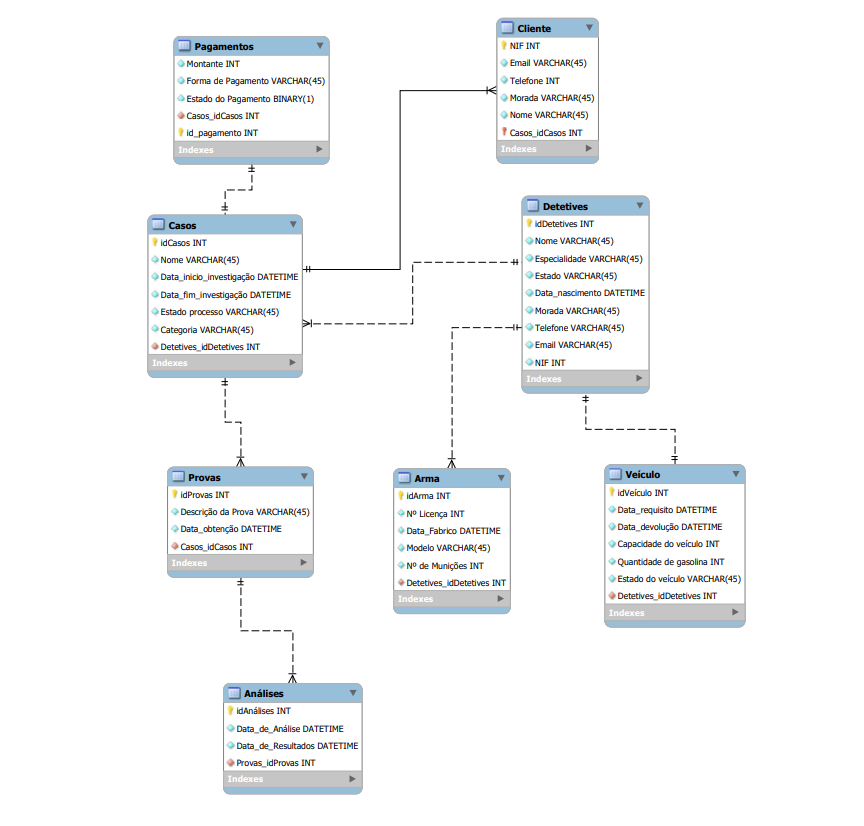 Pagamentos
Montante INT
Forma de Pagamento VARCHAR(45)
Estado do Pagamento BINARY(1)
Casos_idCasos INT
id_pagamento INT
Indexes
Cliente
NIF INT
Email VARCHAR(45)
Telefone INT
Morada VARCHAR(45)
Nome VARCHAR(45)
Casos_idCasos INT
Indexes
Casos
idCasos INT
Nome VARCHAR(45)
Data_inicio_investigação DATETIME
Data_fim_investigação DATETIME
Estado processo VARCHAR(45)
Categoria VARCHAR(45)
Detetives_idDetetives INT
Indexes
Detetives
idDetetives INT
Nome VARCHAR(45)
Especialidade VARCHAR(45)
Estado VARCHAR(45)
Data_nascimento DATETIME
Morada VARCHAR(45)
Telefone VARCHAR(45)
Email VARCHAR(45)
NIF INT
Indexes
Provas
idProvas INT
Descrição da Prova VARCHAR(45)
Data_obtenção DATETIME
Casos_idCasos INT
Indexes
Arma
idArma INT
Nº Licença INT
Data_Fabrico DATETIME
Modelo VARCHAR(45)
Nº de Munições INT
Detetives_idDetetives INT
Indexes
Veículo
idVeículo INT
Data_requisito DATETIME
Data_devolução DATETIME
Capacidade do veículo INT
Quantidade de gasolina INT
Estado do veículo VARCHAR(45)
Detetives_idDetetives INT
Indexes
Análises
idAnálises INT
Data_de_Análise DATETIME
Data_de_Resultados DATETIME
Provas_idProvas INT
Indexes